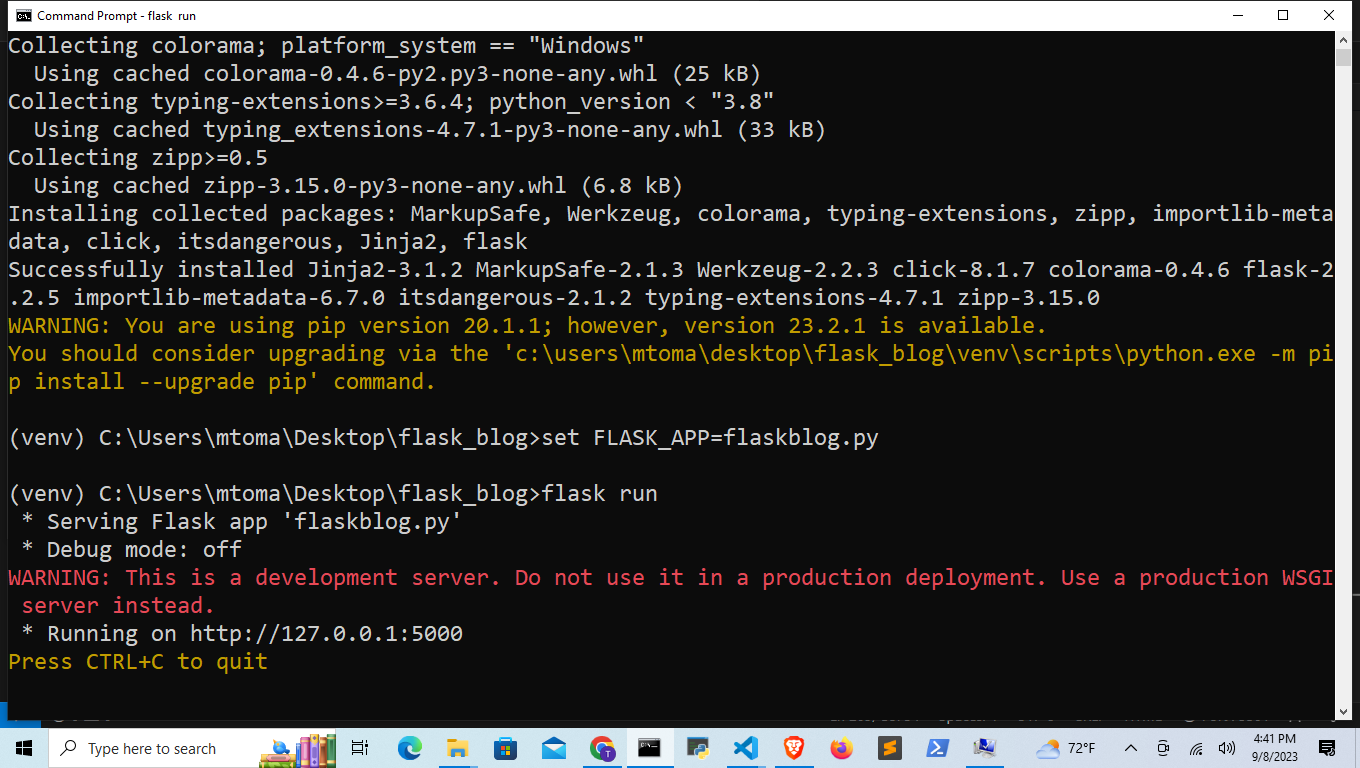 Command Prompt - flask run
Collecting colorama; platform_system == "Windows"
  Using cached colorama-0.4.6-py2.py3-none-any.whl (25 kB)
Collecting typing-extensions>=3.6.4; python_version < "3.8"
  Using cached typing_extensions-4.7.1-py3-none-any.whl (33 kB)
Collecting zipp>=0.5
  Using cached zipp-3.15.0-py3-none-any.whl (6.8 kB)
Installing collected packages: MarkupSafe, Werkzeug, colorama, typing-extensions, zipp, importlib-meta
data, click, itsdangerous, Jinja2, flask
Successfully installed Jinja2-3.1.2 MarkupSafe-2.1.3 Werkzeug-2.2.3 click-8.1.7 colorama-0.4.6 flask-2
.2.5 importlib-metadata-6.7.0 itsdangerous-2.1.2 typing-extensions-4.7.1 zipp-3.15.0
WARNING: You are using pip version 20.1.1; however, version 23.2.1 is available.
You should consider upgrading via the 'c:\users\mtoma\desktop\flask_blog\venv\scripts\python.exe -m pi
p install --upgrade pip' command.
(venv) C:\Users\mtoma\Desktop\flask_blog>set FLASK_APP=flaskblog.py
(venv) C:\Users\mtoma\Desktop\flask_blog>flask run
 * Serving Flask app 'flaskblog.py'
 * Debug mode: off
WARNING: This is a development server. Do not use it in a production deployment. Use a production WSGI
 server instead.
 * Running on http://127.0.0.1:5000
Press CTRL+C to quit
Type here to search
72°F
4:41 PM
9/8/2023